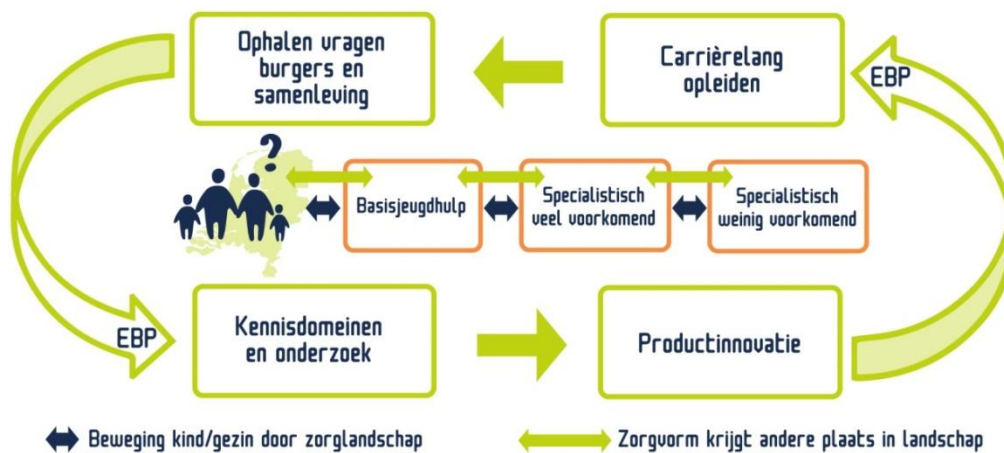 Ophalen vragen
burgers en
samenleving
Carrièrelang
opleiden
EBP
?
Basisjeugdhulp
Specialistisch
veel voorkomend
Specialistisch
weinig voorkomend
EBP
Kennisdomeinen
en onderzoek
Productinnovatie
Beweging kind/gezin door zorglandschap
Zorgvorm krijgt andere plaats in landschap